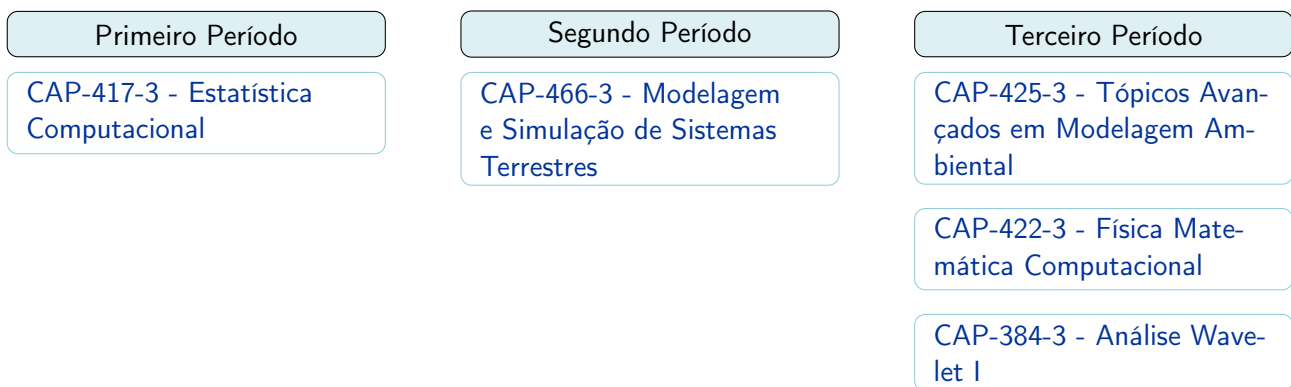 Primeiro Período
CAP-417-3 - Estatística
Computacional
Segundo Período
CAP-466-3 - Modelagem
e Simulação de Sistemas
Terrestres
Terceiro Período
CAP-425-3 - Tópicos Avan-
çados em Modelagem Am-
biental
CAP-422-3 - Física Mate-
mática Computacional
CAP-384-3 - Análise Wave-
let I